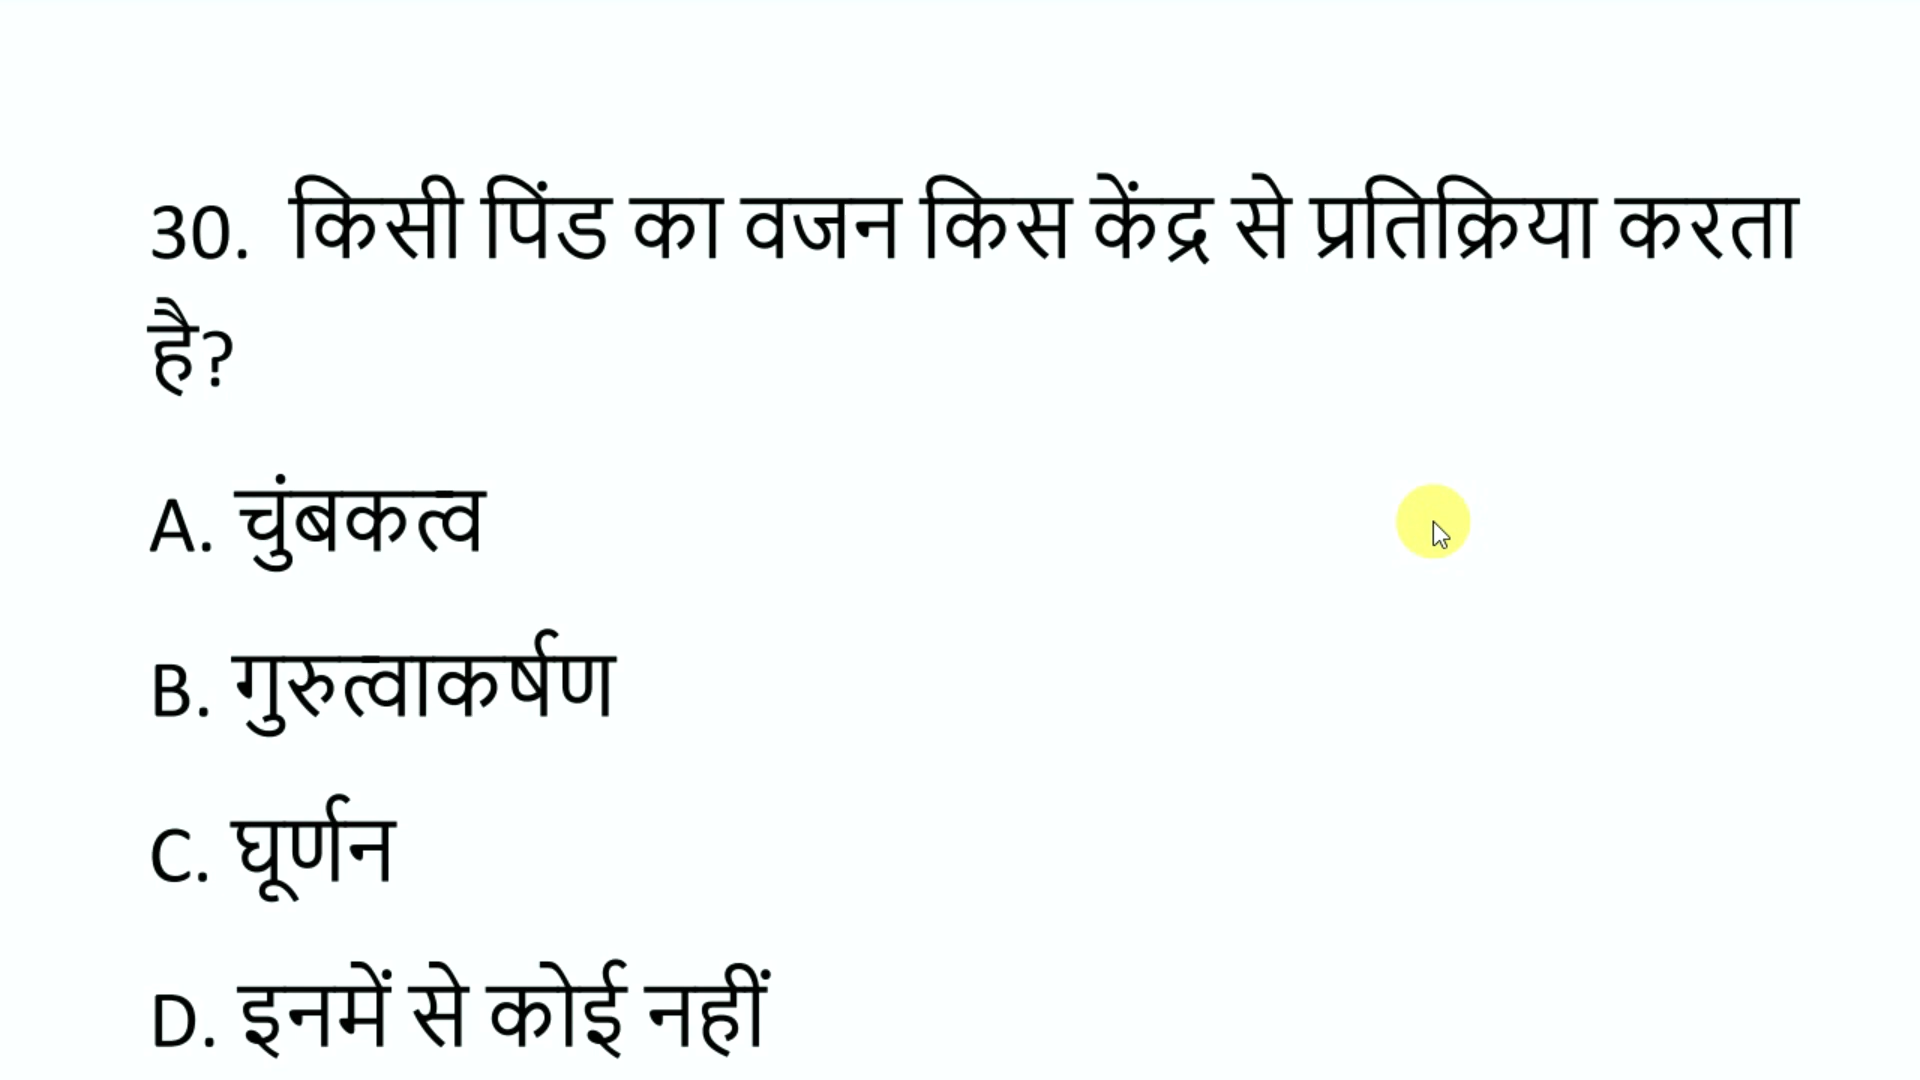 30. किसी पिंड का वजन किस केंद्र से प्रतिक्रिया करता
है?
A. चुंबकत्व
B. गुरुत्वाकर्षण
C. घूर्णन
D. इनमें से कोई नहीं